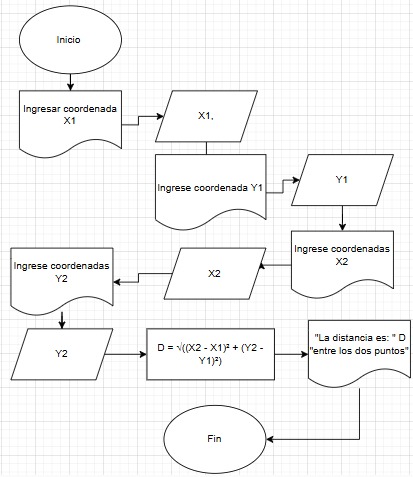 Inicio
Ingresar coordenada
X1
X1,
Ingrese coordenada Y1
Y1
Ingrese coordenadas
X2
X2
Ingrese coordenadas
Y2
Y2
D = √((X2 - X1)² + (Y2 -
Y1)²)
"La distancia es: " D
"entre los dos puntos"
Fin